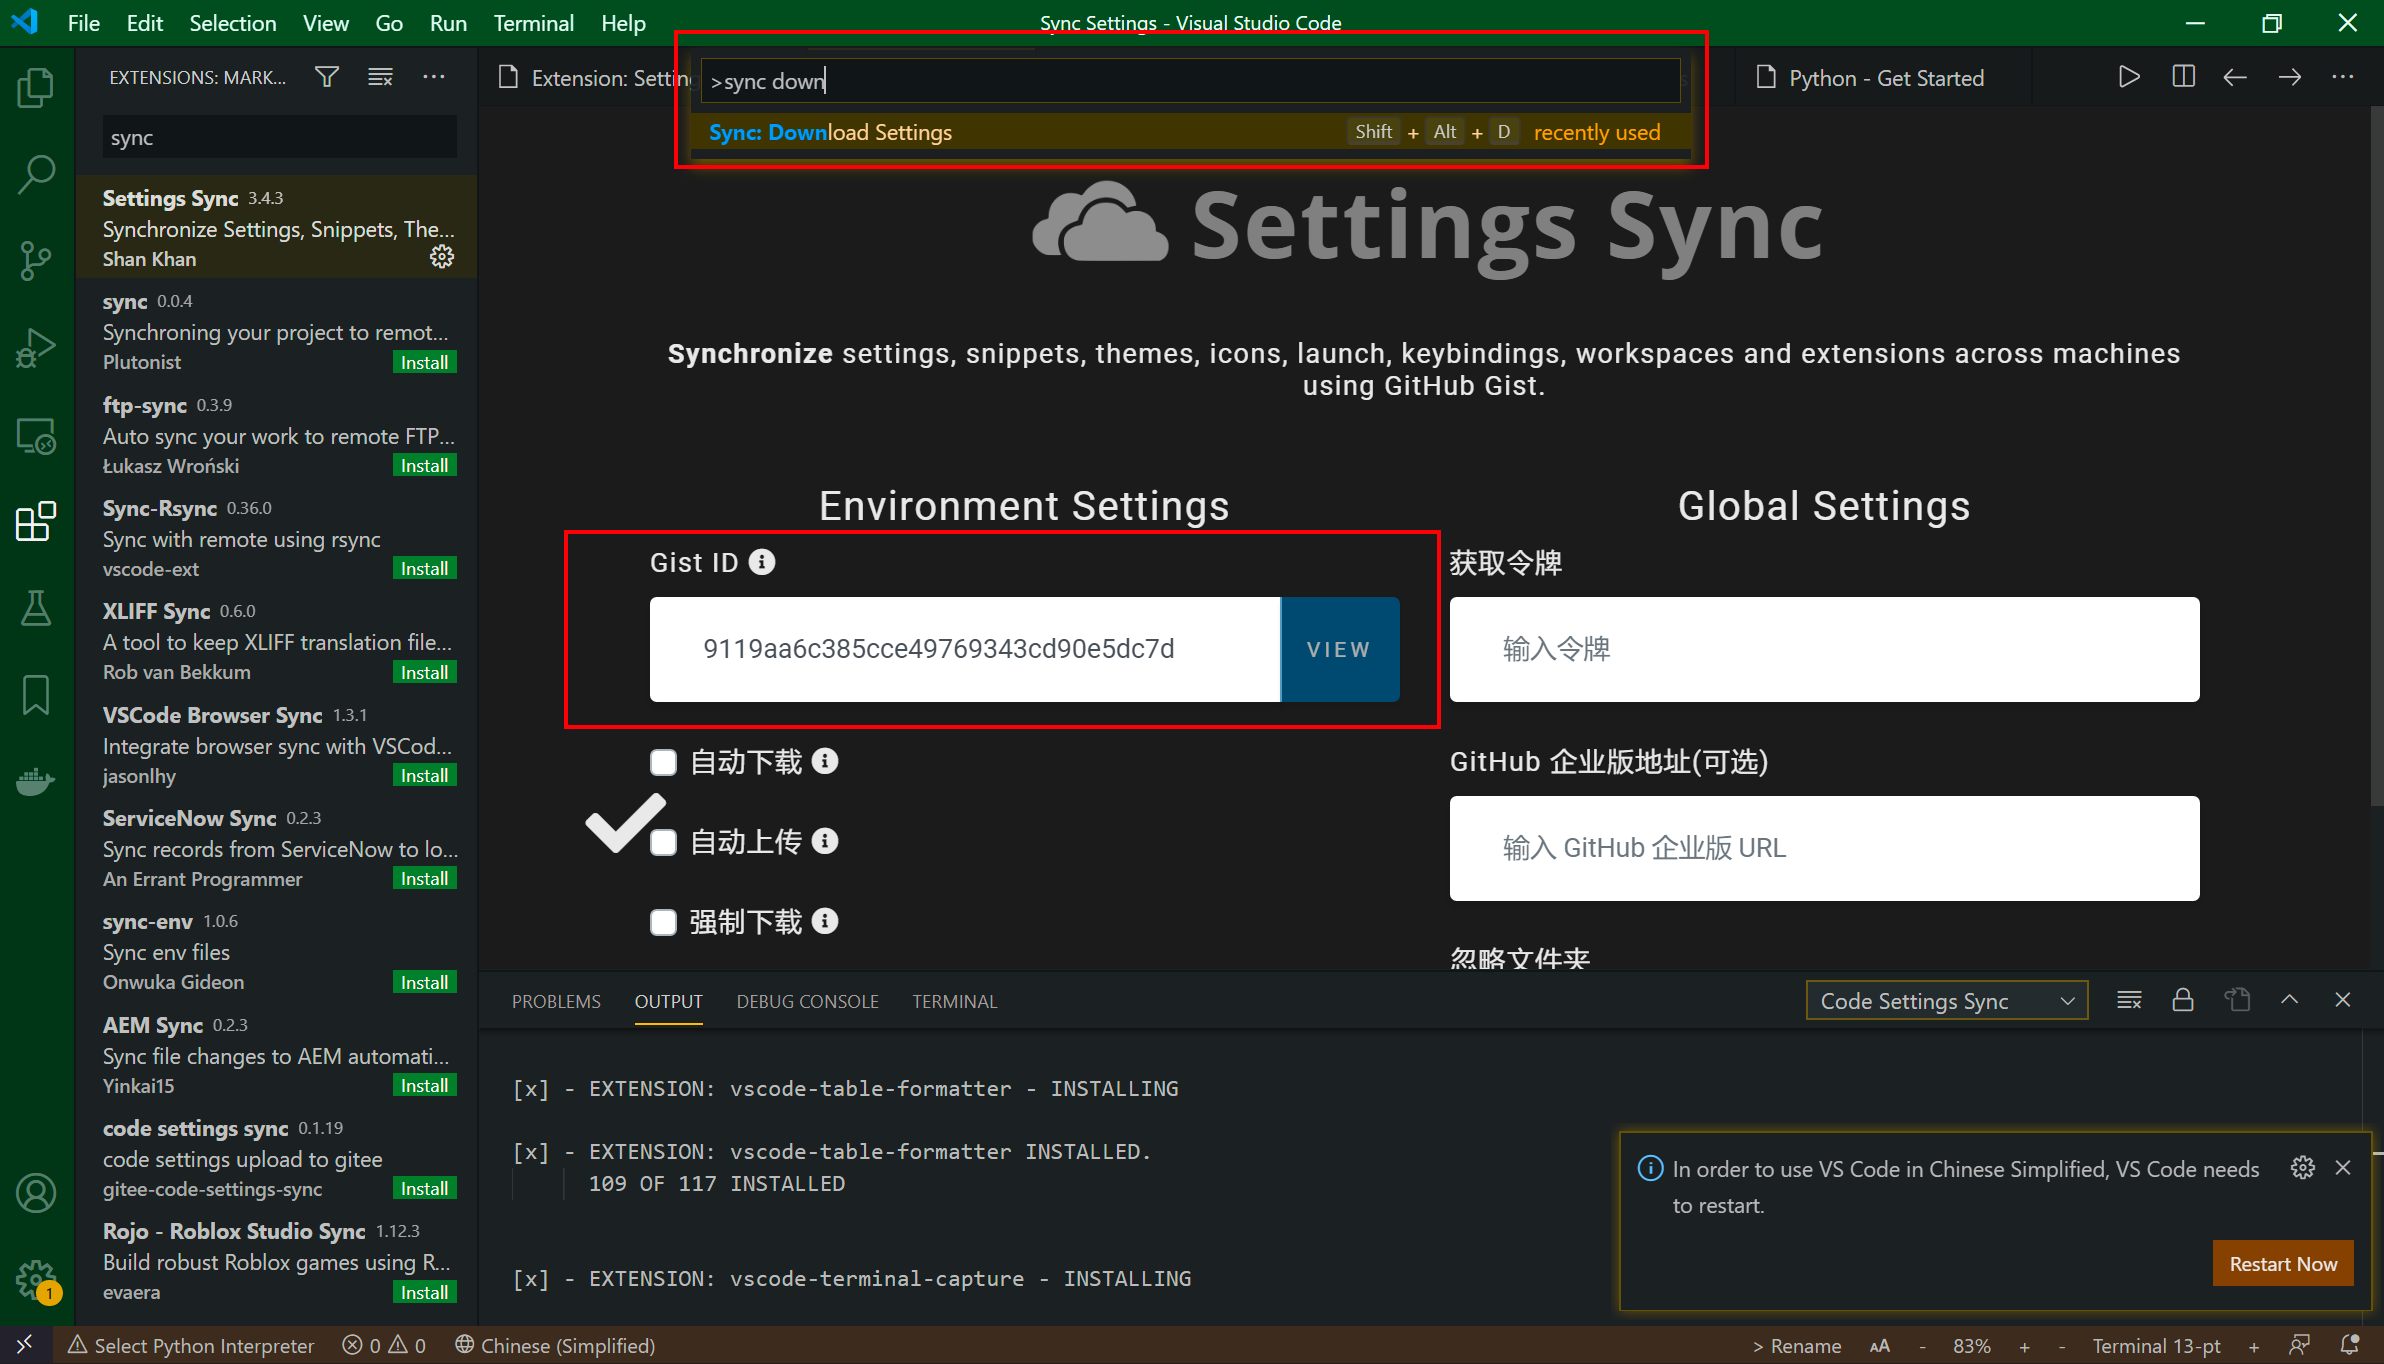 File Edit Selection View Go Run Terminal Help
Sync Settings - Visual Studio Code
EXTENSIONS: MARK...
sync
Settings Sync 3.4.3
Synchronize Settings, Snippets, The...
Shan Khan
sync 0.0.4
Synchroning your project to remot...
Plutonist Install
ftp-sync 0.3.9
Auto sync your work to remote FTP...
Łukasz Wroński Install
Sync-Rsync 0.36.0
Sync with remote using rsync
vscode-ext Install
XLIFF Sync 0.6.0
A tool to keep XLIFF translation file...
Rob van Bekkum Install
VSCode Browser Sync 1.3.1
Integrate browser sync with VSCod...
jasonlhy Install
ServiceNow Sync 0.2.3
Sync records from ServiceNow to lo...
An Errant Programmer Install
sync-env 1.0.6
Sync env files
Onwuka Gideon Install
AEM Sync 0.2.3
Sync file changes to AEM automati...
Yinkai15 Install
code settings sync 0.1.19
code settings upload to gitee
gitee-code-settings-sync Install
Rojo - Roblox Studio Sync 1.12.3
Build robust Roblox games using R...
evaera Install
1
Extension: Setting
Python - Get Started
>sync down
Sync: Download Settings Shift + Alt + D recently used
Settings Sync
Synchronize settings, snippets, themes, icons, launch, keybindings, workspaces and extensions across machines
using GitHub Gist.
Environment Settings
Gist ID
9119aa6c385cce49769343cd90e5dc7d VIEW
自动下载
自动上传
强制下载
Global Settings
获取令牌
输入令牌
GitHub 企业版地址(可选)
输入 GitHub 企业版 URL
忽略文件夹
PROBLEMS OUTPUT DEBUG CONSOLE TERMINAL
Code Settings Sync
[x] - EXTENSION: vscode-table-formatter - INSTALLING
[x] - EXTENSION: vscode-table-formatter INSTALLED.
109 OF 117 INSTALLED
[x] - EXTENSION: vscode-terminal-capture - INSTALLING
In order to use VS Code in Chinese Simplified, VS Code needs
to restart.
Restart Now
Select Python Interpreter 0 0 Chinese (Simplified)
> Rename AA - 83% + - Terminal 13-pt +